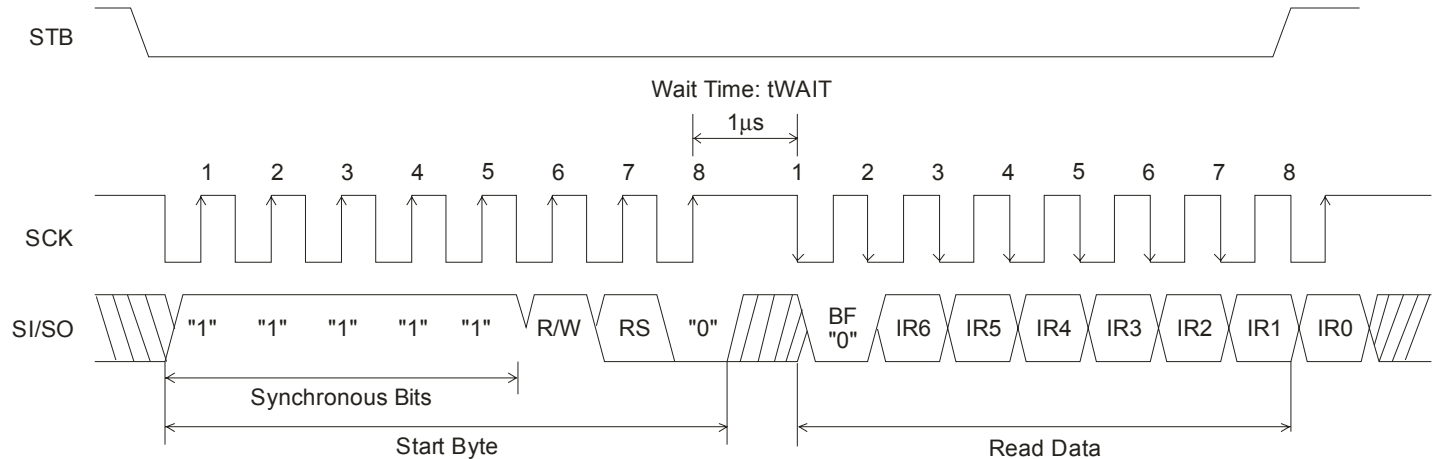 STB
Wait Time: tWAIT
1μs
1 2 3 4 5 6 7 8 1 2 3 4 5 6 7 8
SCK
SI/SO "1" "1" "1" "1" "1" R/W RS "0" BF "0" IR6 IR5 IR4 IR3 IR2 IR1 IR0
Synchronous Bits
Start Byte Read Data